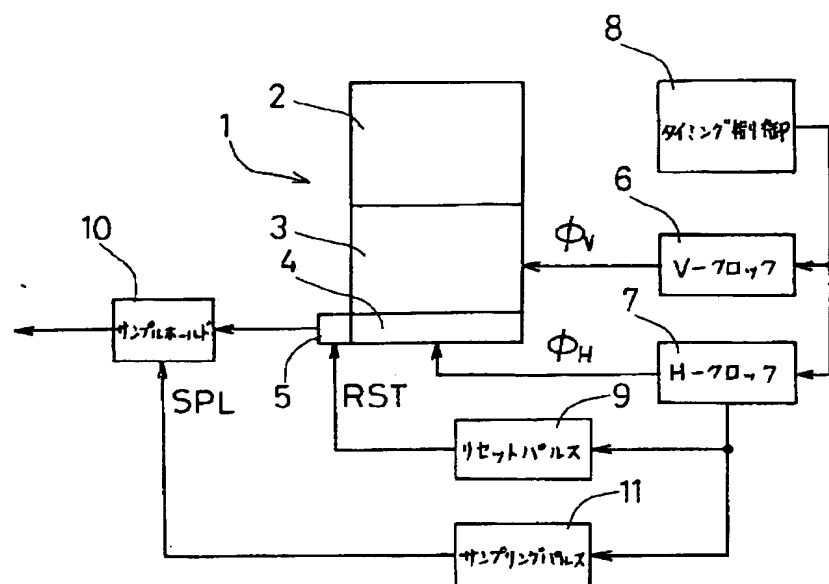 8
2
タイミング制御
1
6
3
ΦV
V-クロック
10
4
7
サンプルホールド
ΦH
H-クロック
5
SPL
RST
9
リセットパルス
11
サンプリングパルス